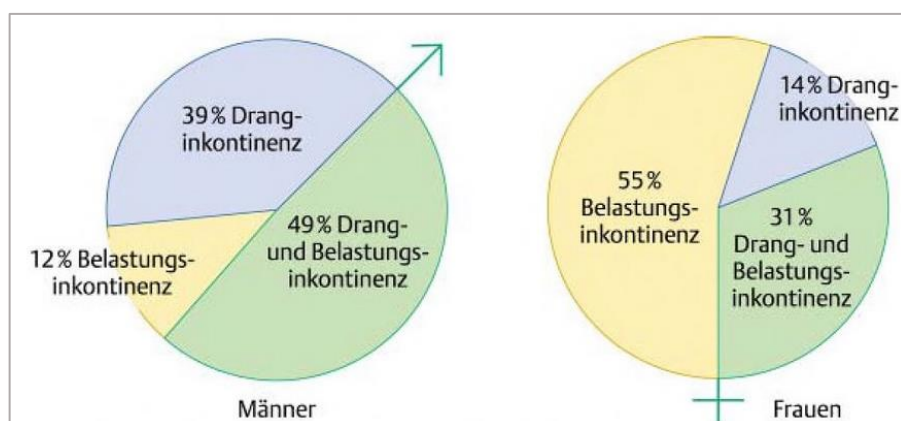 39 % Drang-
inkontinenz
49 % Drang-
und Belastungs-
inkontinenz
12 % Belastungs-
inkontinenz
Männer
14 % Drang-
inkontinenz
55 %
Belastungs-
inkontinenz
31 %
Drang- und
Belastungs-
inkontinenz
Frauen